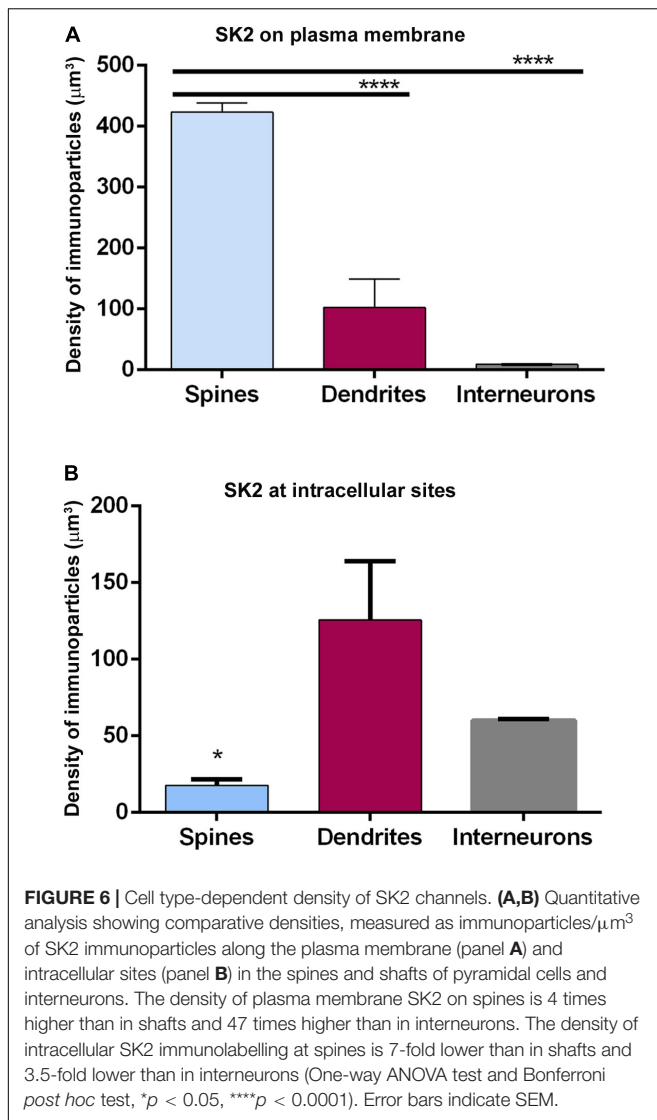 A
SK2 on plasma membrane
****
****
Density of immunoparticles (μm³)
500
400
300
200
100
0
Spines Dendrites Interneurons
B
SK2 at intracellular sites
Density of immunoparticles (μm³)
200
150
100
50
0
*
Spines Dendrites Interneurons
FIGURE 6 | Cell type-dependent density of SK2 channels. (A,B) Quantitative
analysis showing comparative densities, measured as immunoparticles/μm³
of SK2 immunoparticles along the plasma membrane (panel A) and
intracellular sites (panel B) in the spines and shafts of pyramidal cells and
interneurons. The density of plasma membrane SK2 on spines is 4 times
higher than in shafts and 47 times higher than in interneurons. The density of
intracellular SK2 immunolabelling at spines is 7-fold lower than in shafts and
3.5-fold lower than in interneurons (One-way ANOVA test and Bonferroni
post hoc test, *p < 0.05, ****p < 0.0001). Error bars indicate SEM.